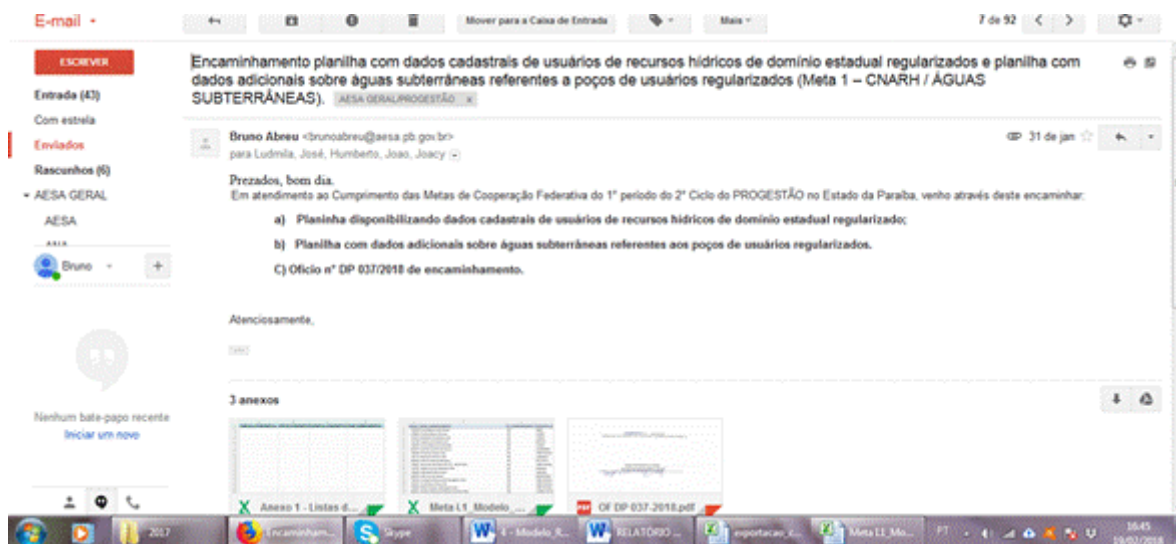 E-mail
Mover para a Caixa de Entrada
Mais
7 de 92
ESCREVER
Encaminhamento planilha com dados cadastrais de usuários de recursos hídricos de domínio estadual regularizados e planilha com
dados adicionais sobre águas subterrâneas referentes a poços de usuários regularizados (Meta 1 – CNARH / ÁGUAS
SUBTERRÂNEAS). AESA GERAL/PROGESTÃO x
Entrada (43)
Com estrela
Enviados
Rascunhos (6)
AESA GERAL
AESA
Bruno
Nenhum bate-papo recente
Iniciar um novo
Bruno Abreu <brunoabreu@aesa.pb.gov.br>
31 de jan
para Ludmila, José, Humberto, Joao, Joacy
Prezados, bom dia.
Em atendimento ao Cumprimento das Metas de Cooperação Federativa do 1° período do 2° Ciclo do PROGESTÃO no Estado da Paraíba, venho através deste encaminhar:
a) Planinha disponibilizando dados cadastrais de usuários de recursos hídricos de domínio estadual regularizado;
b) Planilha com dados adicionais sobre águas subterrâneas referentes aos poços de usuários regularizados.
C) Ofício n° DP 037/2018 de encaminhamento.
Atenciosamente,
3 anexos
Anexo 1 - Listas d...
Meta I.1_Modelo_...
OF DP 037-2018.pdf
2017
Encaminham...
Skype
4 - Modelo_R...
RELATÓRIO ...
exportacao_c...
Meta I.1_Mo...
PT
16:45
19/02/2018